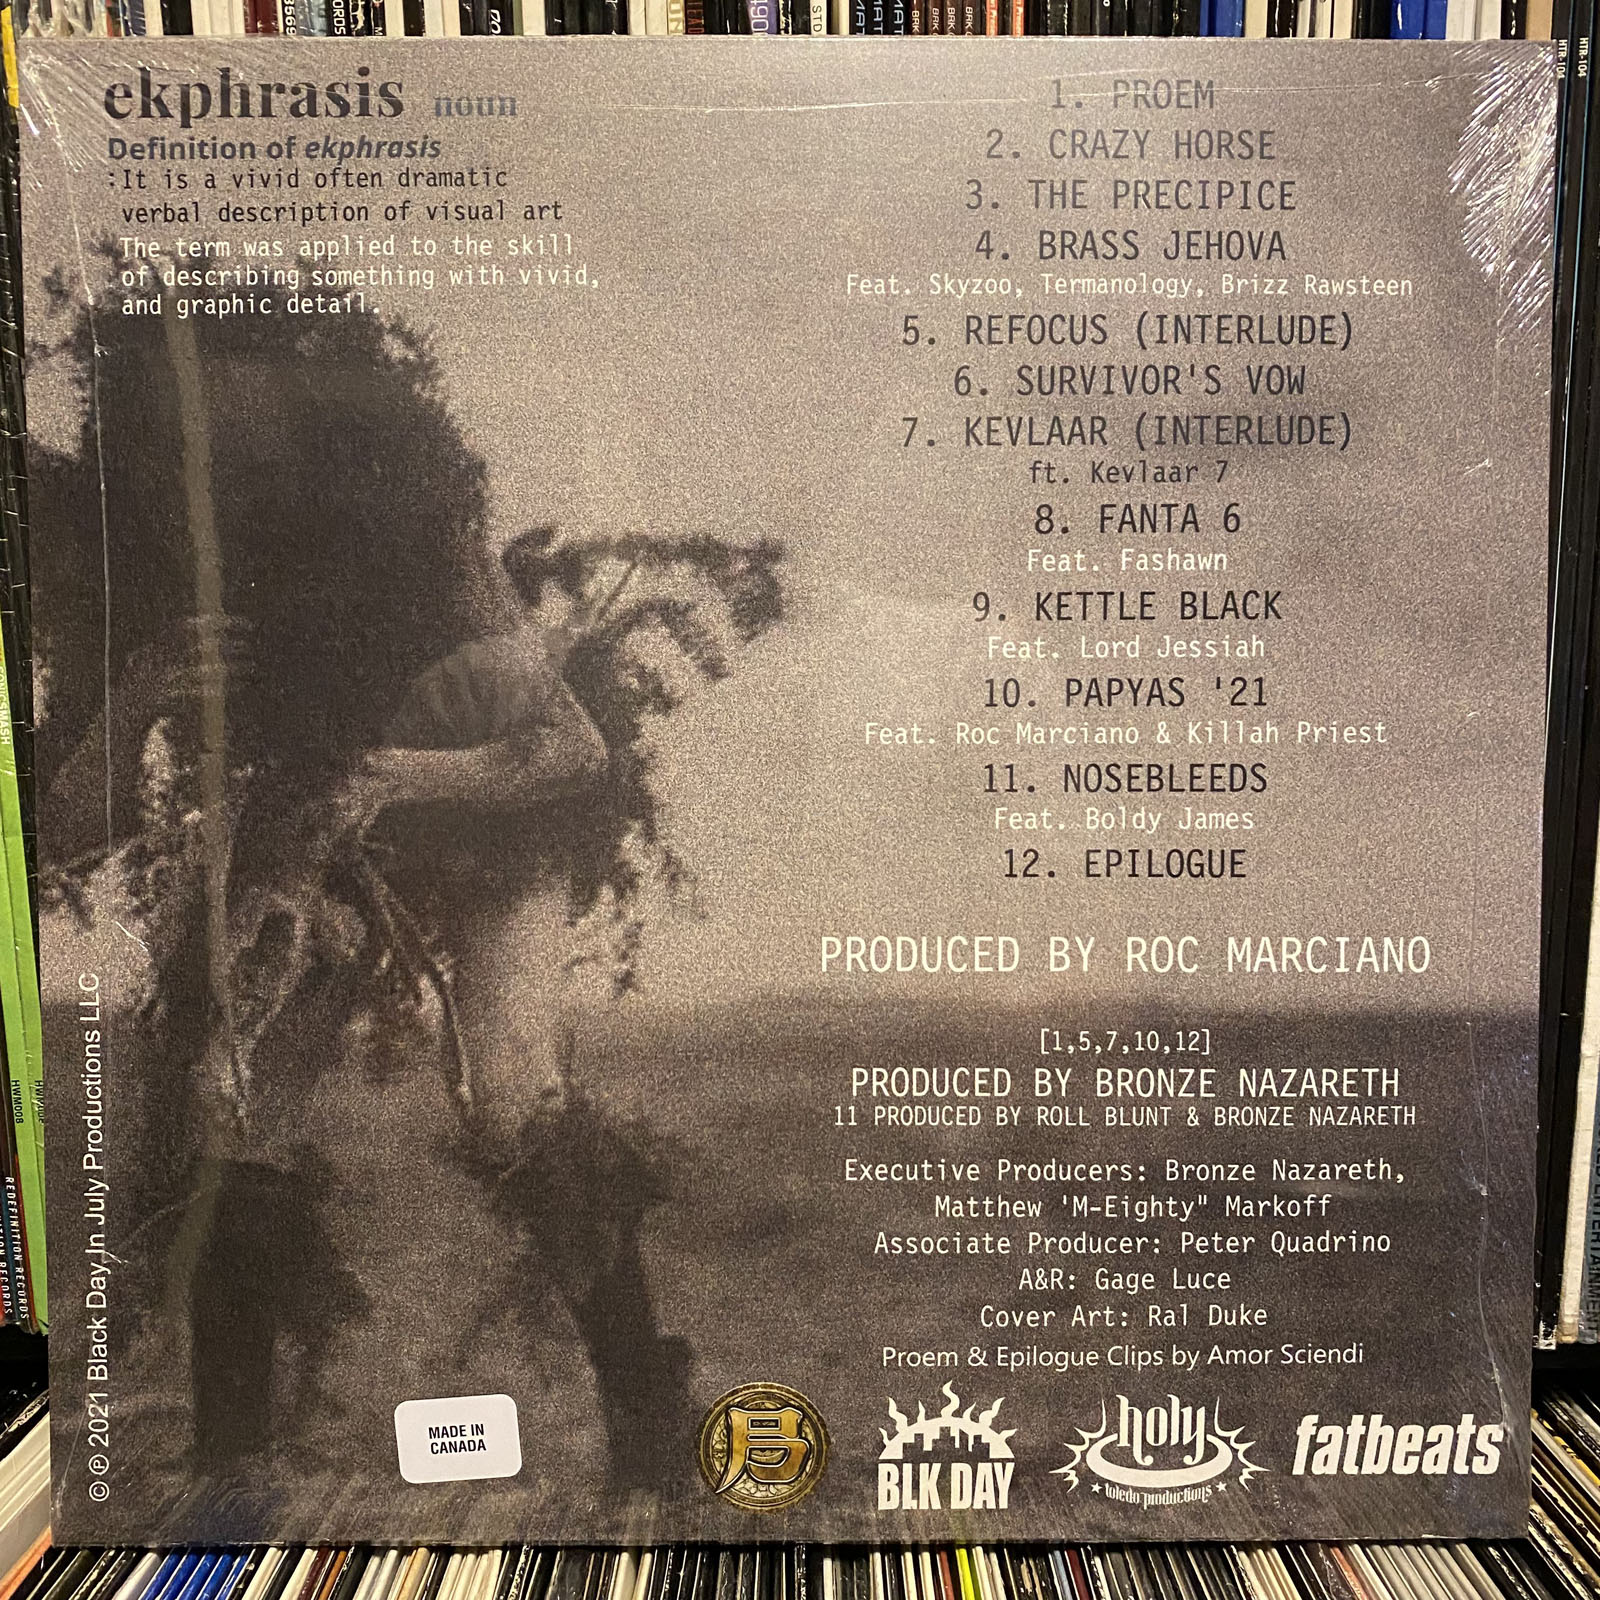 ekphrasis noun
Definition of ekphrasis
:It is a vivid often dramatic
verbal description of visual art
The term was applied to the skill
of describing something with vivid,
and graphic detail.
1. PROEM
2. CRAZY HORSE
3. THE PRECIPICE
4. BRASS JEHOVA
Feat. Skyzoo, Termanology, Brizz Rawsteen
5. REFOCUS (INTERLUDE)
6. SURVIVOR'S VOW
7. KEVLAAR (INTERLUDE)
ft. Kevlaar 7
8. FANTA 6
Feat. Fashawn
9. KETTLE BLACK
Feat. Lord Jessiah
10. PAPYAS '21
Feat. Roc Marciano & Killah Priest
11. NOSEBLEEDS
Feat. Boldy James
12. EPILOGUE
PRODUCED BY ROC MARCIANO
[1,5,7,10,12]
PRODUCED BY BRONZE NAZARETH
11 PRODUCED BY ROLL BLUNT & BRONZE NAZARETH
Executive Producers: Bronze Nazareth,
Matthew 'M-Eighty" Markoff
Associate Producer: Peter Quadrino
A&R: Gage Luce
Cover Art: Ral Duke
Proem & Epilogue Clips by Amor Sciendi
©℗ 2021 Black Day In July Productions LLC
MADE IN
CANADA
BLK DAY
holy
toledo productions
fatbeats
HTR-104
HTR-104
HWM008
REDEFINITION RECORDS